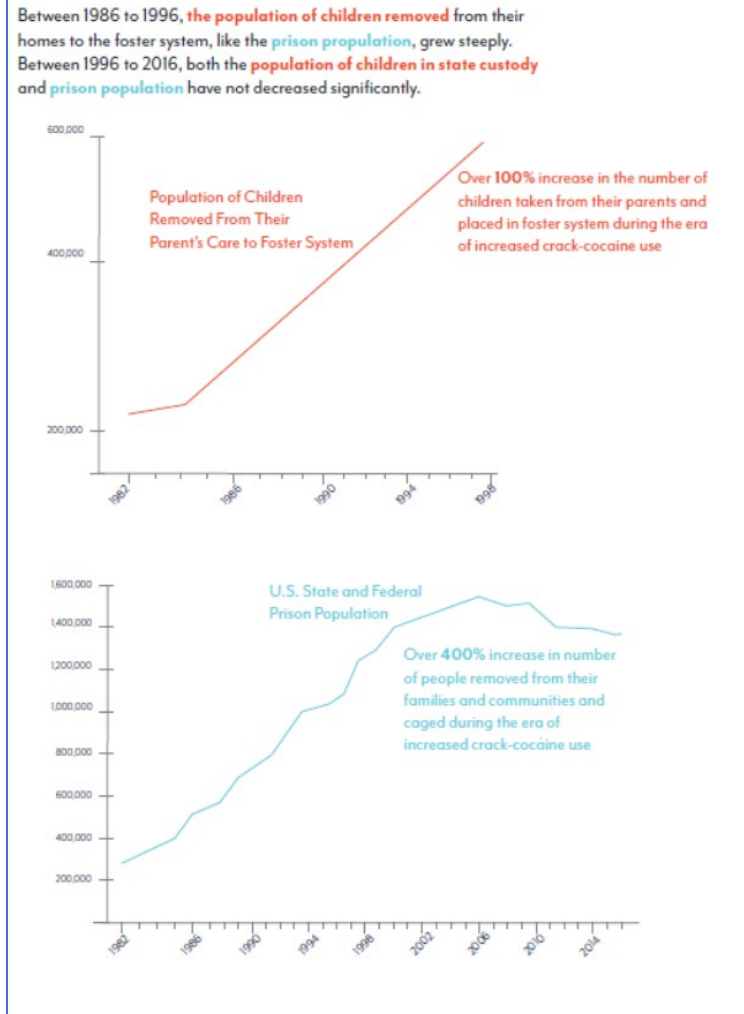 Between 1986 to 1996, the population of children removed from their
homes to the foster system, like the prison propulation, grew steeply.
Between 1996 to 2016, both the population of children in state custody
and prison population have not decreased significantly.
600,000
Population of Children
Removed From Their
Parent's Care to Foster System
Over 100% increase in the number of
children taken from their parents and
placed in foster system during the era
of increased crack-cocaine use
400,000
200,000
1982
1986
1990
1994
1998
1,600,000
U.S. State and Federal
Prison Population
1,400,000
Over 400% increase in number
of people removed from their
families and communities and
caged during the era of
increased crack-cocaine use
1,200,000
1,000,000
800,000
600,000
400,000
200,000
1982
1986
1990
1994
1998
2002
2006
2010
2014